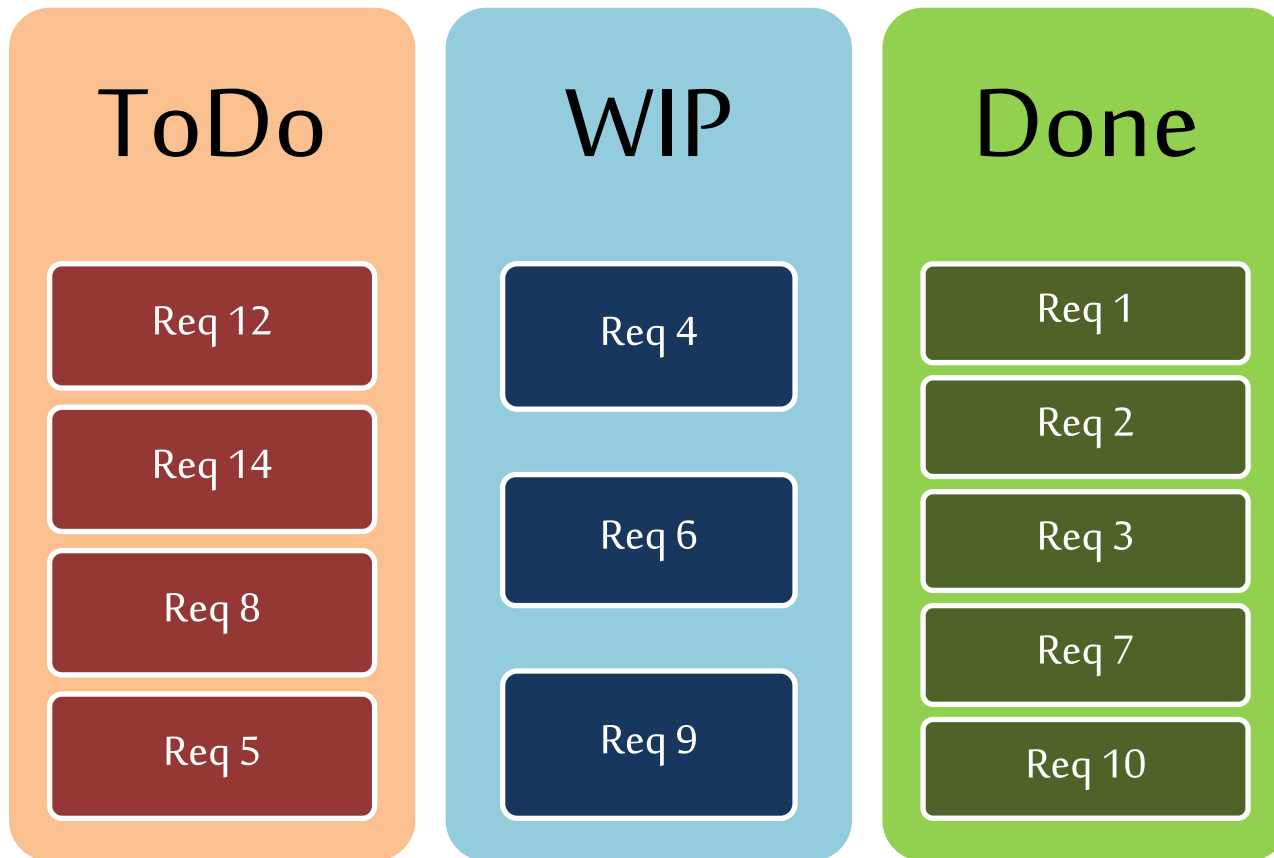 ToDo
Req 12
Req 14
Req 8
Req 5
WIP
Req 4
Req 6
Req 9
Done
Req 1
Req 2
Req 3
Req 7
Req 10